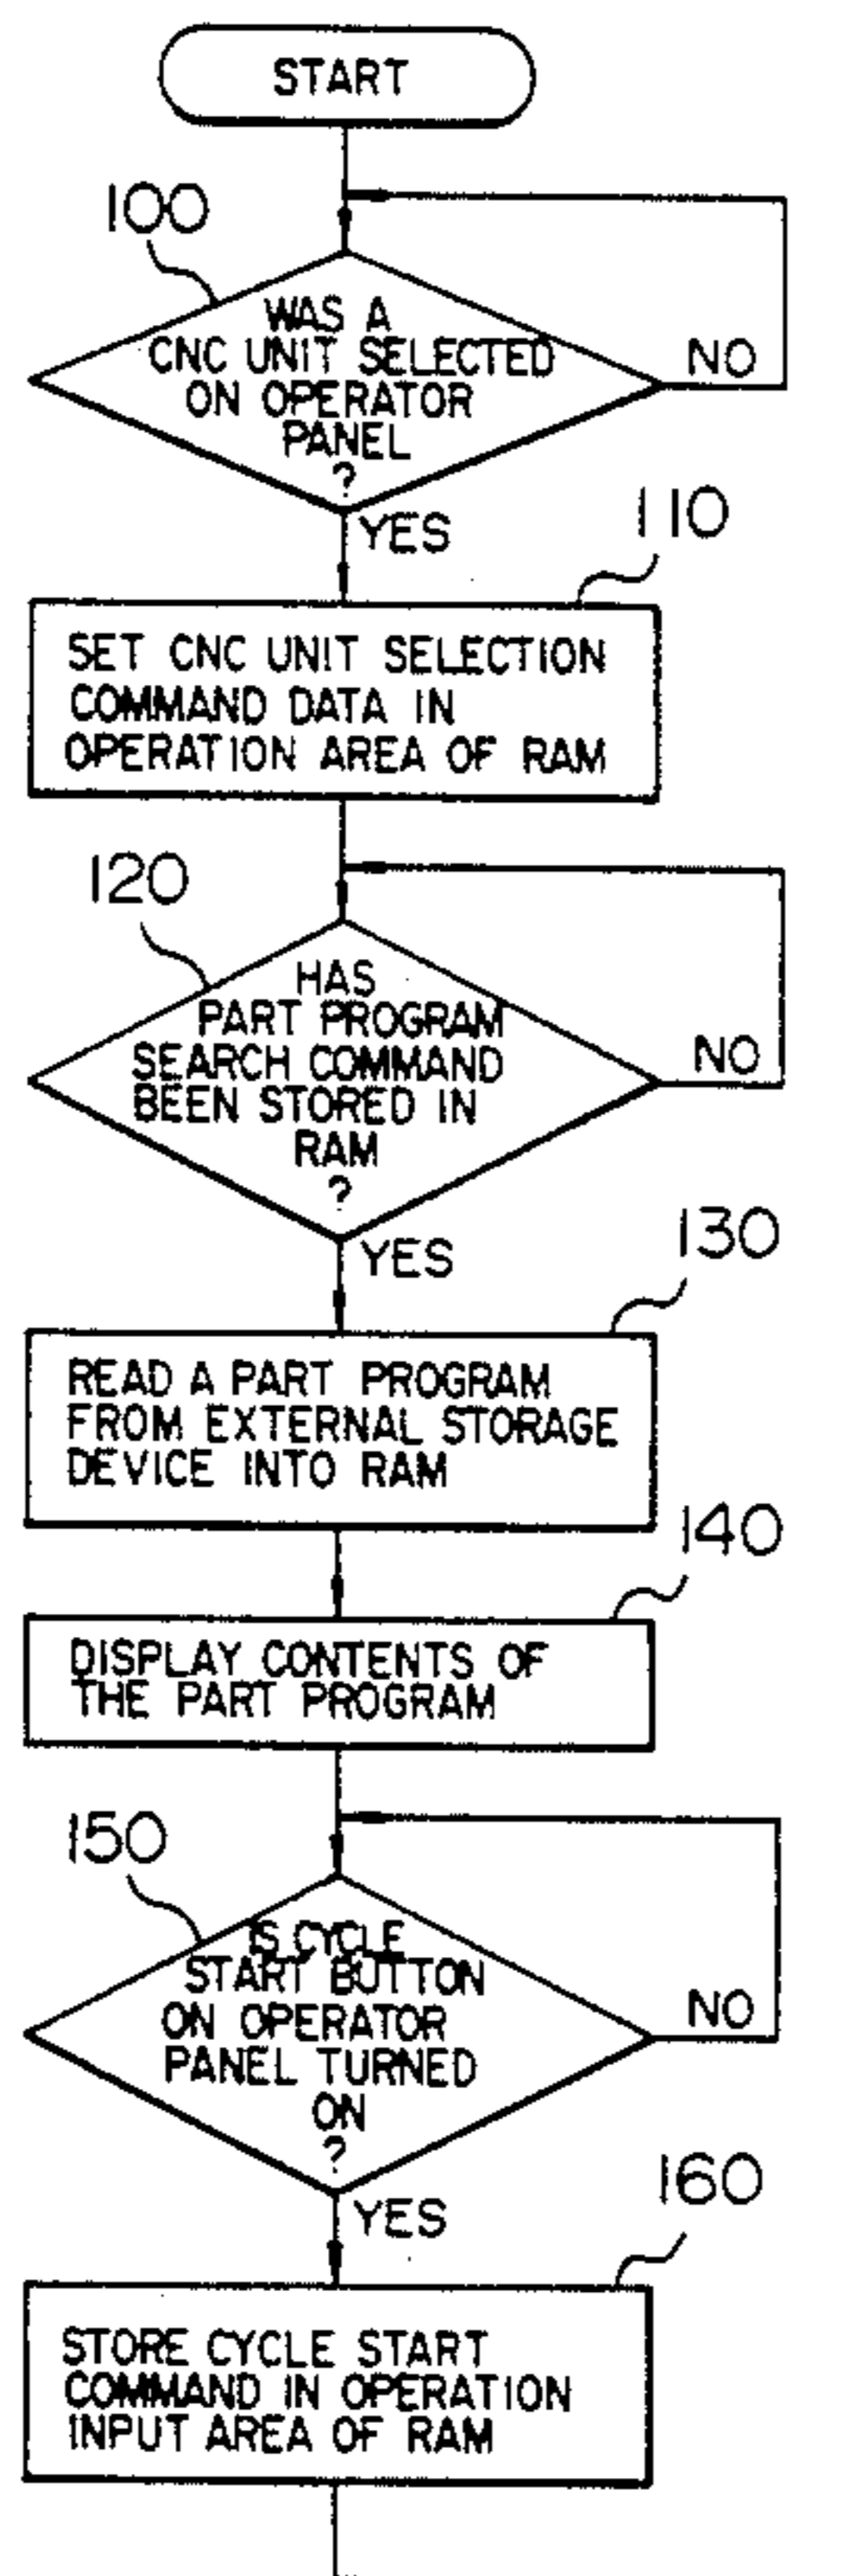 START
100
WAS A
CNC UNIT SELECTED
ON OPERATOR
PANEL
?
NO
YES
110
SET CNC UNIT SELECTION
COMMAND DATA IN
OPERATION AREA OF RAM
120
HAS
PART PROGRAM
SEARCH COMMAND
BEEN STORED IN
RAM
?
NO
YES
130
READ A PART PROGRAM
FROM EXTERNAL STORAGE
DEVICE INTO RAM
140
DISPLAY CONTENTS OF
THE PART PROGRAM
150
IS CYCLE
START BUTTON
ON OPERATOR
PANEL TURNED
ON
?
NO
YES
160
STORE CYCLE START
COMMAND IN OPERATION
INPUT AREA OF RAM